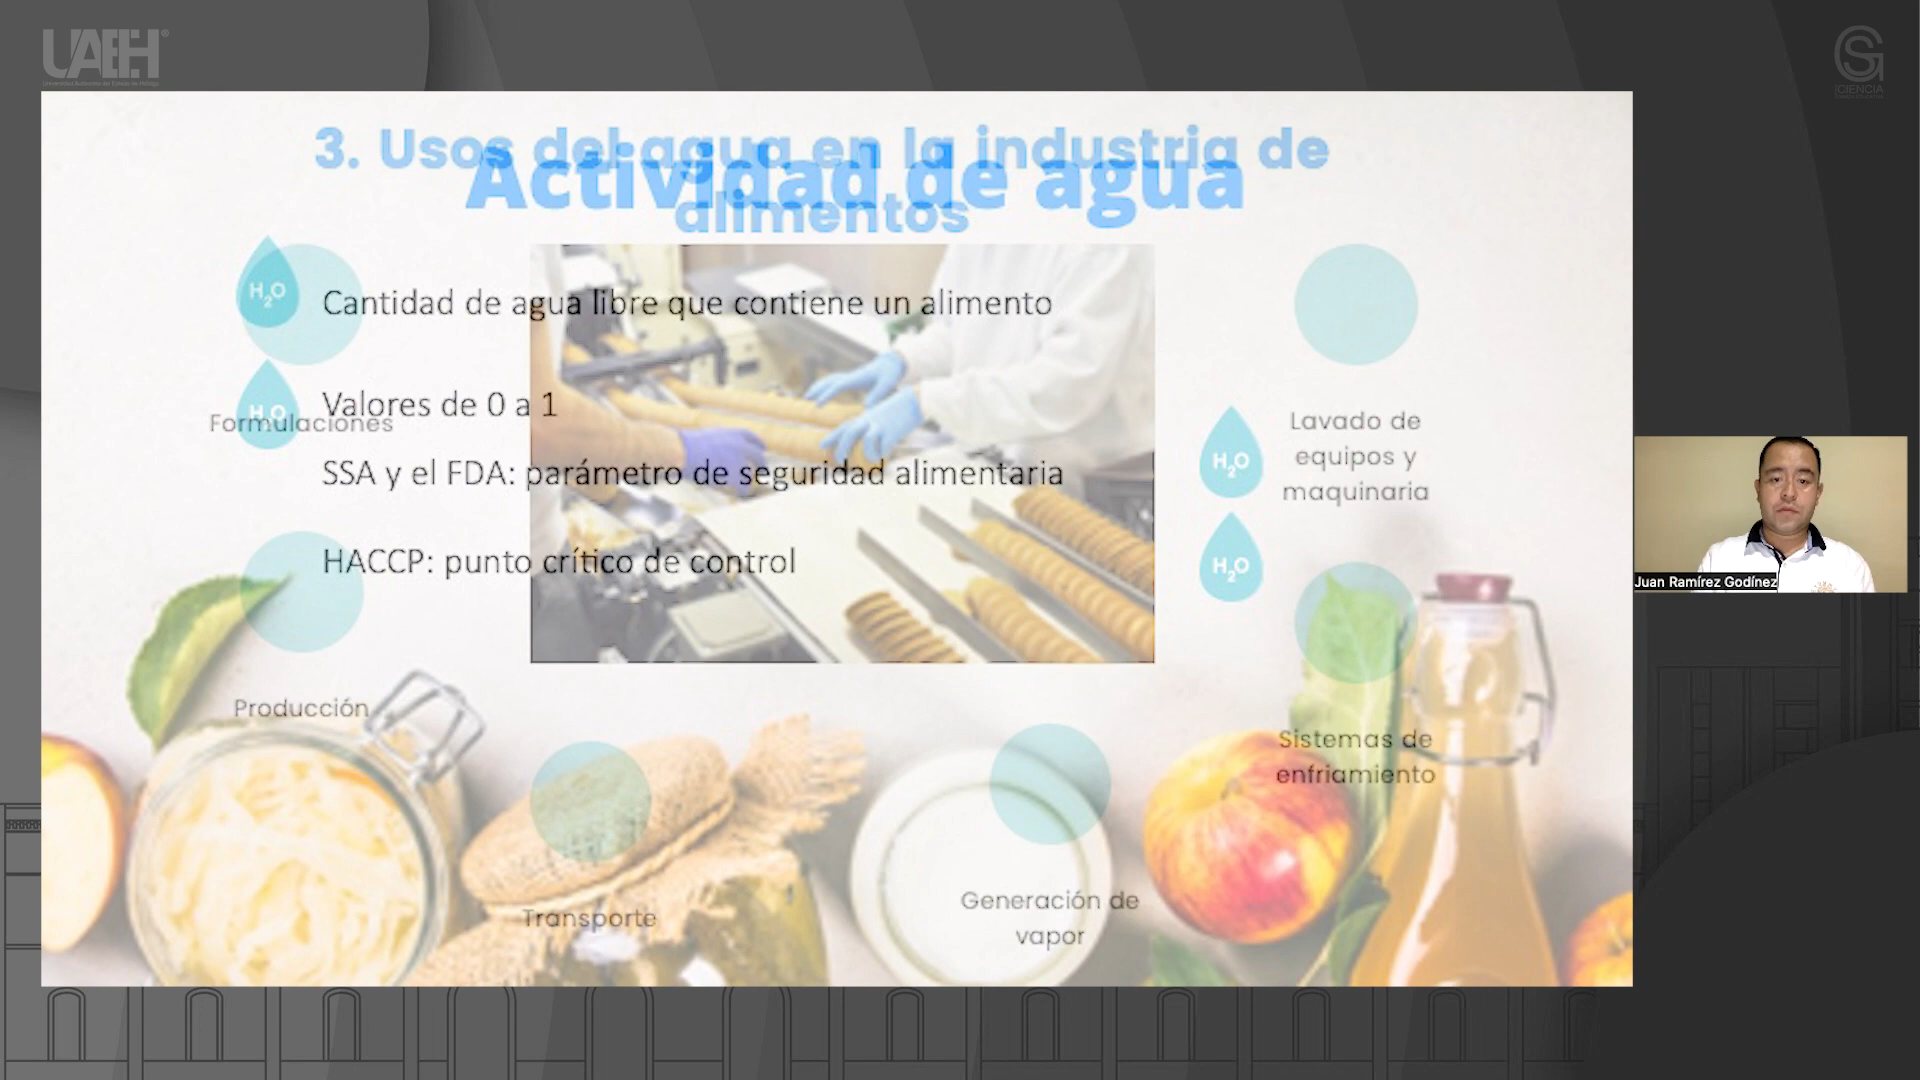 UAEH
CIENCIA
3. Usos del agua en la industria de
alimentos
Actividad de agua
H₂O
Cantidad de agua libre que contiene un alimento
H₂O
Valores de 0 a 1
Formulaciones
SSA y el FDA: parámetro de seguridad alimentaria
HACCP: punto crítico de control
H₂O
H₂O
Lavado de
equipos y
maquinaria
Producción
Sistemas de
enfriamiento
Transporte
Generación de
vapor
Juan Ramírez Godínez